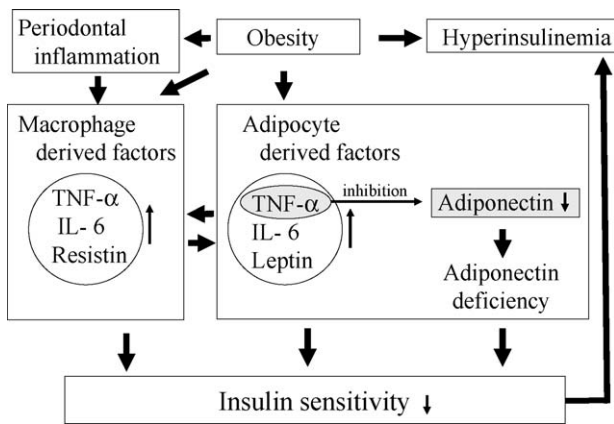 Periodontal
inflammation
Obesity
Hyperinsulinemia
Macrophage
derived factors
TNF-α
IL- 6
Resistin
Adipocyte
derived factors
TNF-α
IL- 6
Leptin
inhibition
Adiponectin ↓
Adiponectin
deficiency
Insulin sensitivity ↓